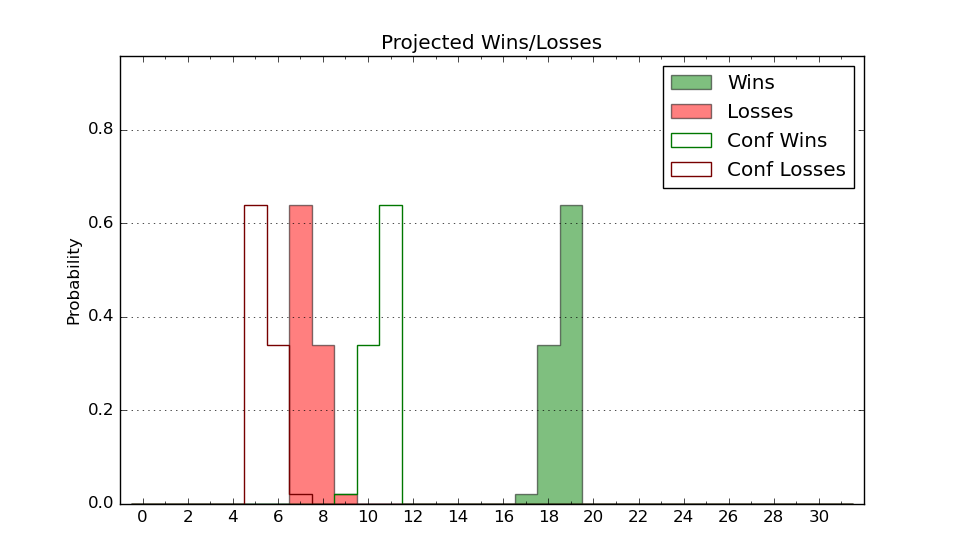 Projected Wins/Losses
Wins
Losses
Conf Wins
Conf Losses
Probability
0.8
0.6
0.4
0.2
0.0
0 2 4 6 8 10 12 14 16 18 20 22 24 26 28 30